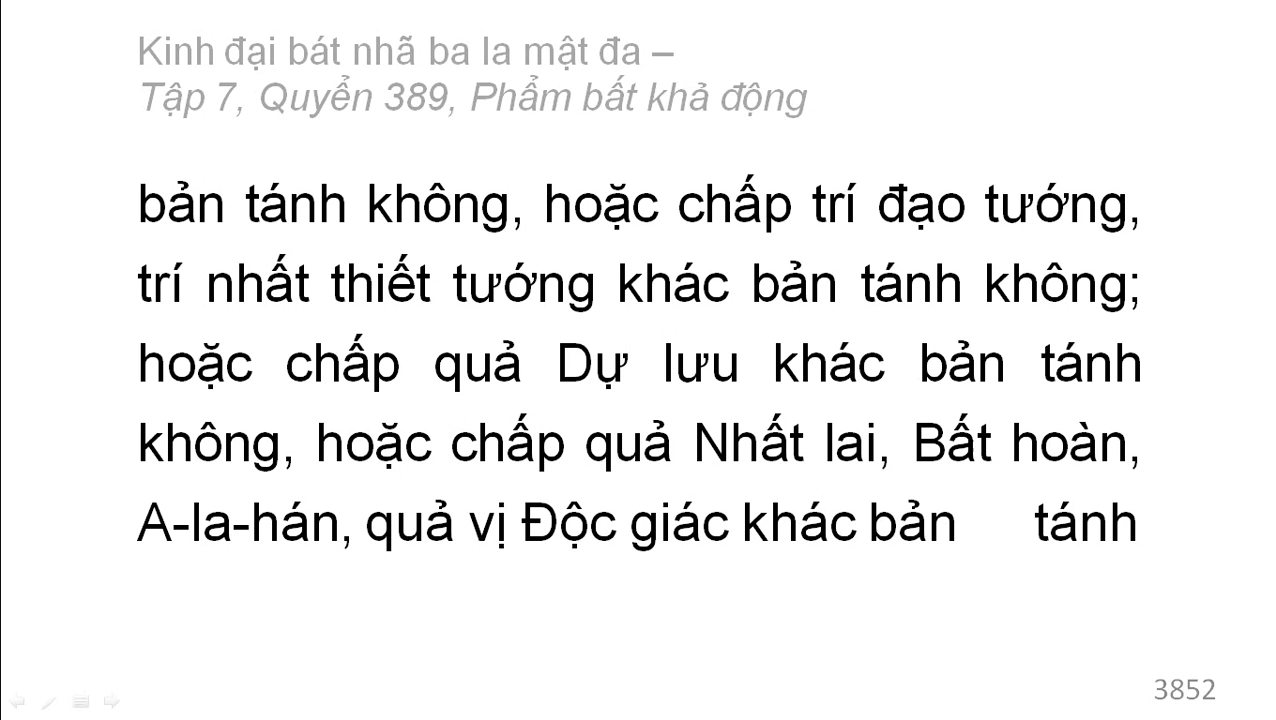 Kinh đại bát nhã ba la mật đa –
Tập 7, Quyển 389, Phẩm bất khả động
bản tánh không, hoặc chấp trí đạo tướng,
trí nhất thiết tướng khác bản tánh không;
hoặc chấp quả Dự lưu khác bản tánh
không, hoặc chấp quả Nhất lai, Bất hoàn,
A-la-hán, quả vị Độc giác khác bản tánh
3852